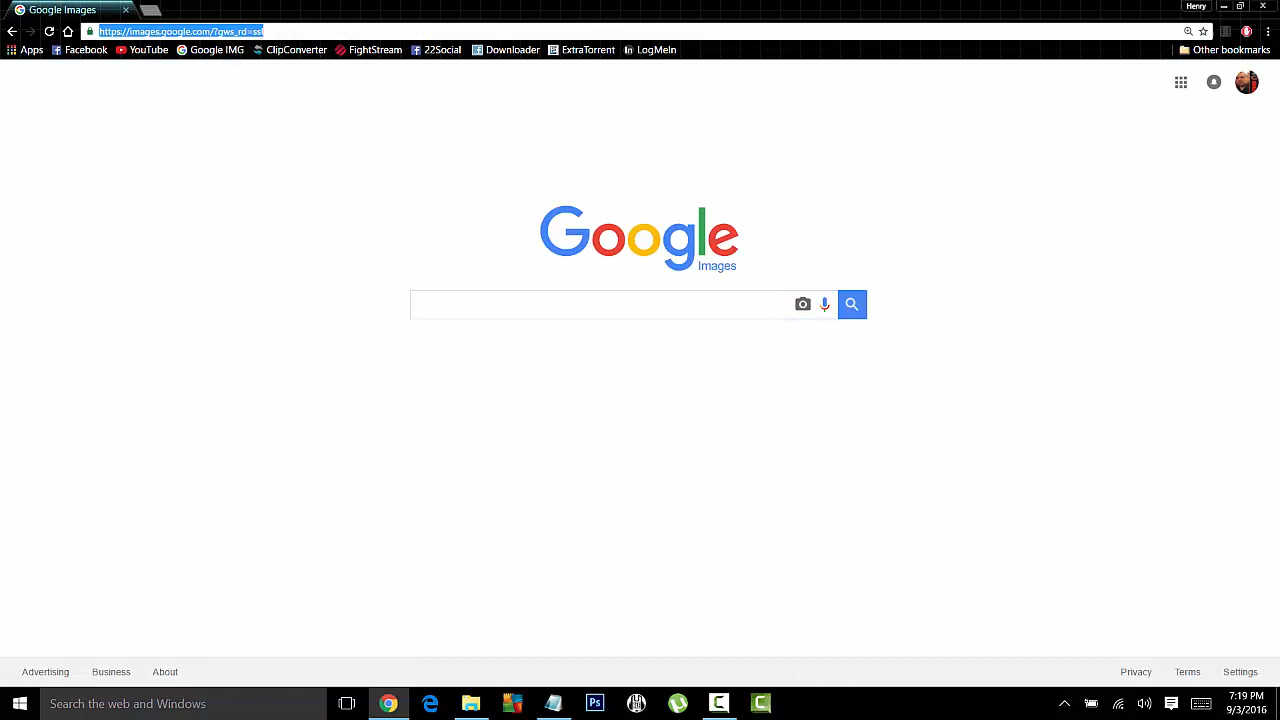 Google Images
Henry
https://images.google.com/?gws_rd=ssl
Apps Facebook YouTube Google IMG ClipConverter FightStream 22Social Downloader ExtraTorrent LogMeIn Other bookmarks
Google
Images
Advertising Business About Privacy Terms Settings
Search the web and Windows
Ps
7:19 PM
9/3/2016